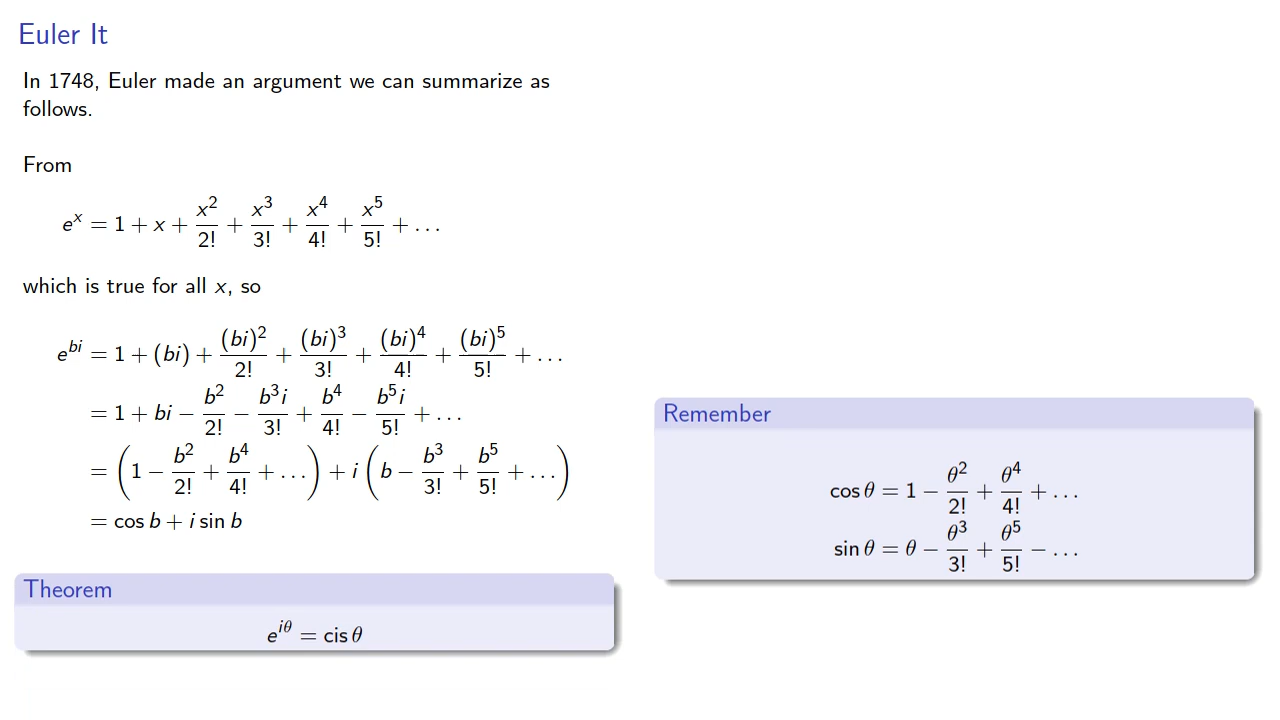 Euler It
In 1748, Euler made an argument we can summarize as
follows.
From
e^x = 1 + x + x^2/2! + x^3/3! + x^4/4! + x^5/5! + ...
which is true for all x, so
e^{bi} = 1 + (bi) + (bi)^2/2! + (bi)^3/3! + (bi)^4/4! + (bi)^5/5! + ...
= 1 + bi − b^2/2! − b^3 i/3! + b^4/4! − b^5 i/5! + ...
= (1 − b^2/2! + b^4/4! + ...) + i (b − b^3/3! + b^5/5! + ...)
= cos b + i sin b
Theorem
e^{iθ} = cis θ
Remember
cos θ = 1 − θ^2/2! + θ^4/4! + ...
sin θ = θ − θ^3/3! + θ^5/5! − ...